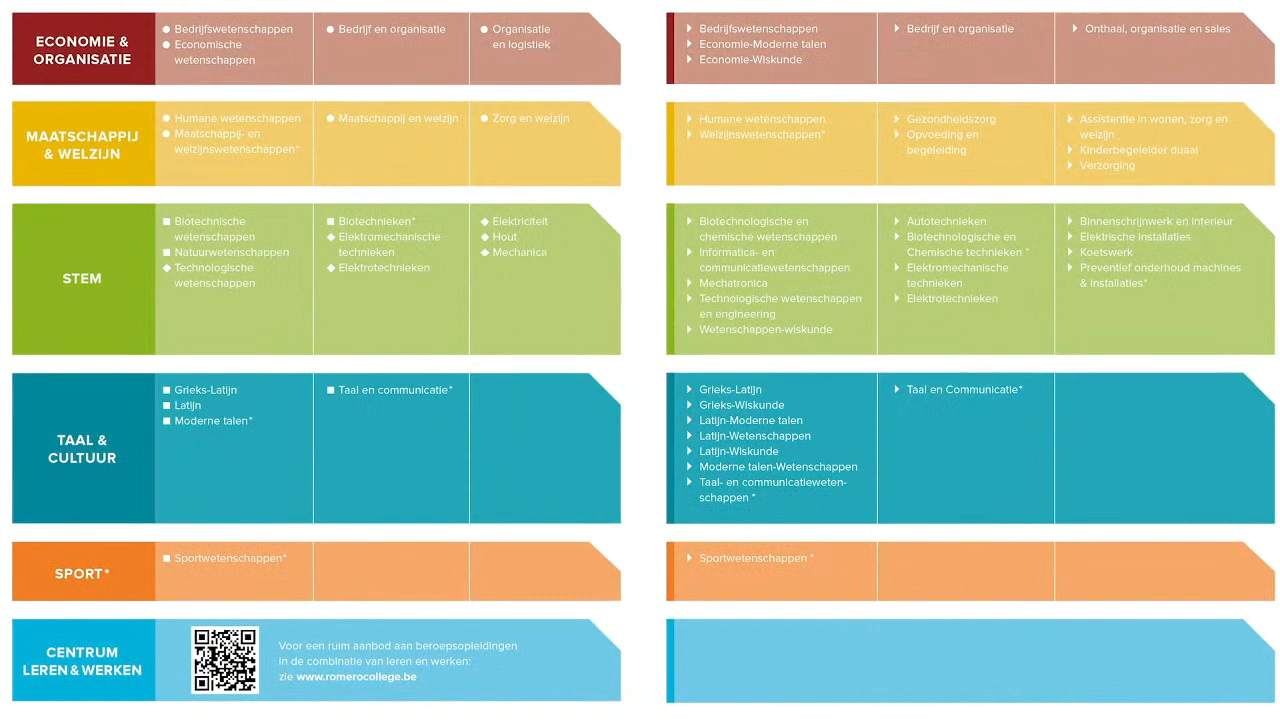 ECONOMIE &
ORGANISATIE
Bedrijfswetenschappen
Economische
wetenschappen
Bedrijf en organisatie
Organisatie
en logistiek
Bedrijfswetenschappen
Economie-Moderne talen
Economie-Wiskunde
Bedrijf en organisatie
Onthaal, organisatie en sales
MAATSCHAPPIJ
& WELZIJN
Humane wetenschappen
Maatschappij- en
welzijnswetenschappen*
Maatschappij en welzijn
Zorg en welzijn
Humane wetenschappen
Welzijnswetenschappen*
Gezondheidszorg
Opvoeding en
begeleiding
Assistentie in wonen, zorg en
welzijn
Kinderbegeleider duaal
Verzorging
STEM
Biotechnische
wetenschappen
Natuurwetenschappen
Technologische
wetenschappen
Biotechnieken*
Elektromechanische
technieken
Elektrotechnieken
Elektriciteit
Hout
Mechanica
Biotechnologische en
chemische wetenschappen
Informatica- en
communicatiewetenschappen
Mechatronica
Technologische wetenschappen
en engineering
Wetenschappen-wiskunde
Autotechnieken
Biotechnologische en
Chemische technieken *
Elektromechanische
technieken
Elektrotechnieken
Binnenschrijnwerk en interieur
Elektrische installaties
Koetswerk
Preventief onderhoud machines
& installaties*
TAAL &
CULTUUR
Grieks-Latijn
Latijn
Moderne talen*
Taal en communicatie*
Grieks-Latijn
Grieks-Wiskunde
Latijn-Moderne talen
Latijn-Wetenschappen
Latijn-Wiskunde
Moderne talen-Wetenschappen
Taal- en communicatieweten-
schappen *
Taal en Communicatie*
SPORT*
Sportwetenschappen*
Sportwetenschappen *
CENTRUM
LEREN & WERKEN
Voor een ruim aanbod aan beroepsopleidingen
in de combinatie van leren en werken:
zie www.romerocollege.be